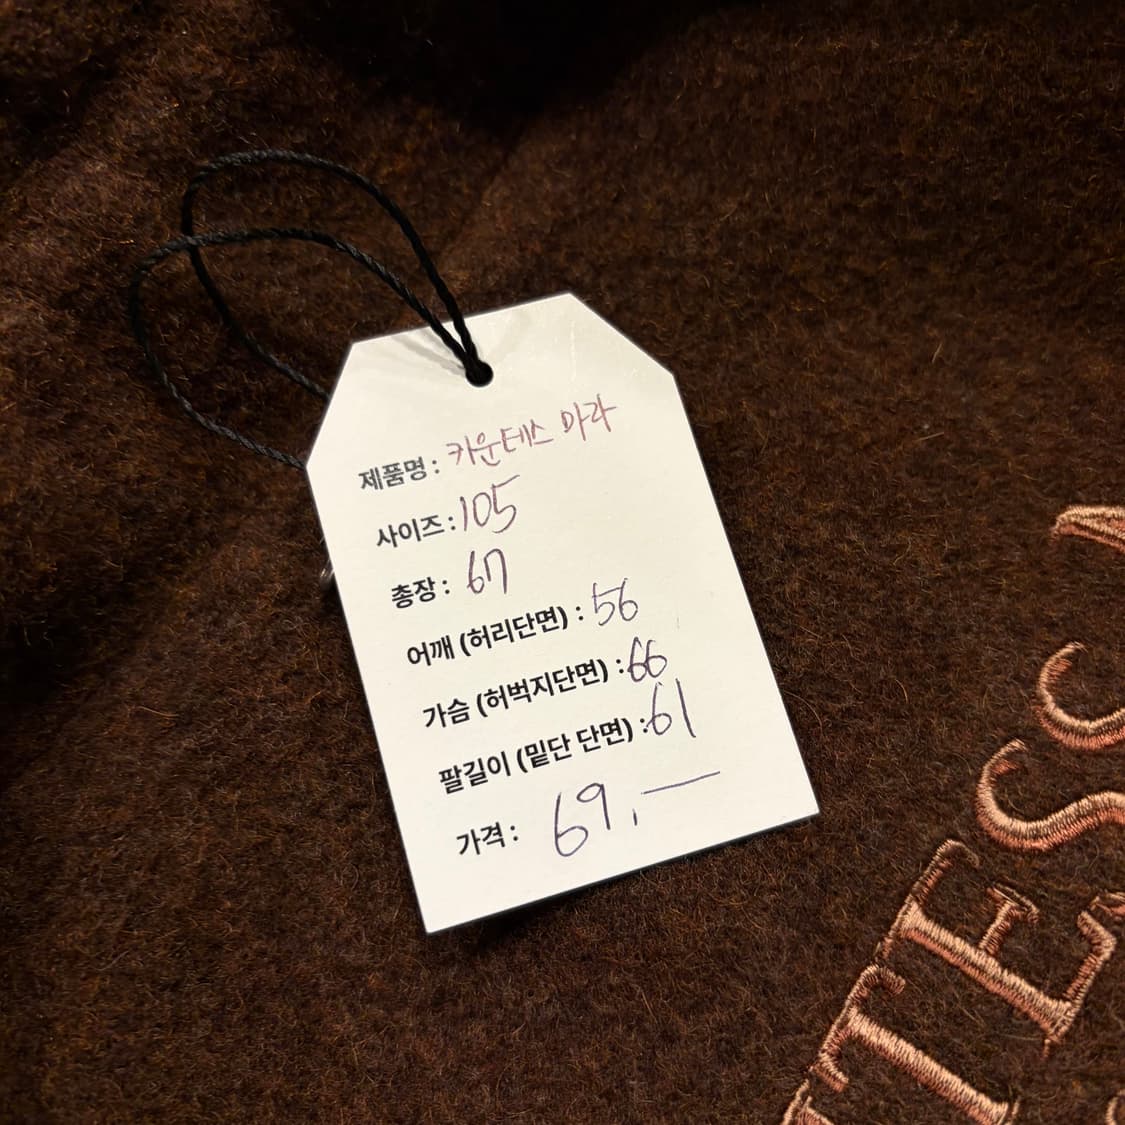 제품명 : 카운테스 마라
사이즈 : 105
총장 : 67
어깨 (허리단면) : 56
가슴 (허벅지단면) : 66
팔길이 (밑단 단면) : 61
가격 : 69,—
TESS